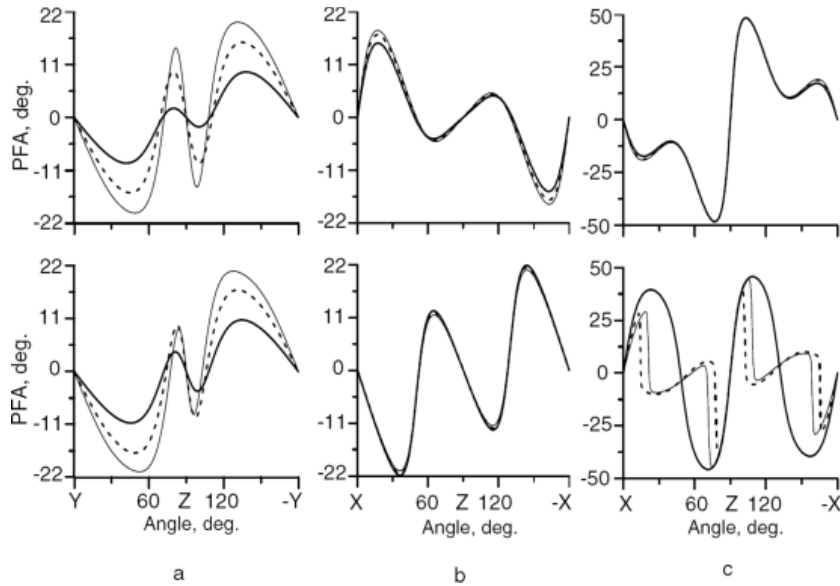 22 22 50
11 11 25
0 0 0
-11 -11 -25
-22 -22 -50
PFA, deg.
22 22 50
11 11 25
0 0 0
-11 -11 -25
-22 -22 -50
PFA, deg.
Y 60 Z 120 -Y X 60 Z 120 -X X 60 Z 120 -X
Angle, deg. Angle, deg. Angle, deg.
a b c